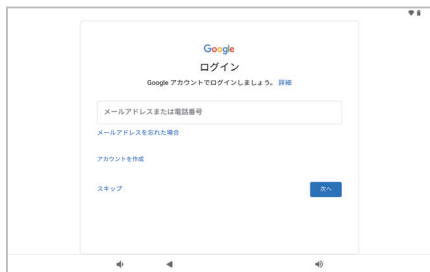 Google
ログイン
Google アカウントでログインしましょう。詳細
メールアドレスまたは電話番号
メールアドレスを忘れた場合
アカウントを作成
スキップ
次へ